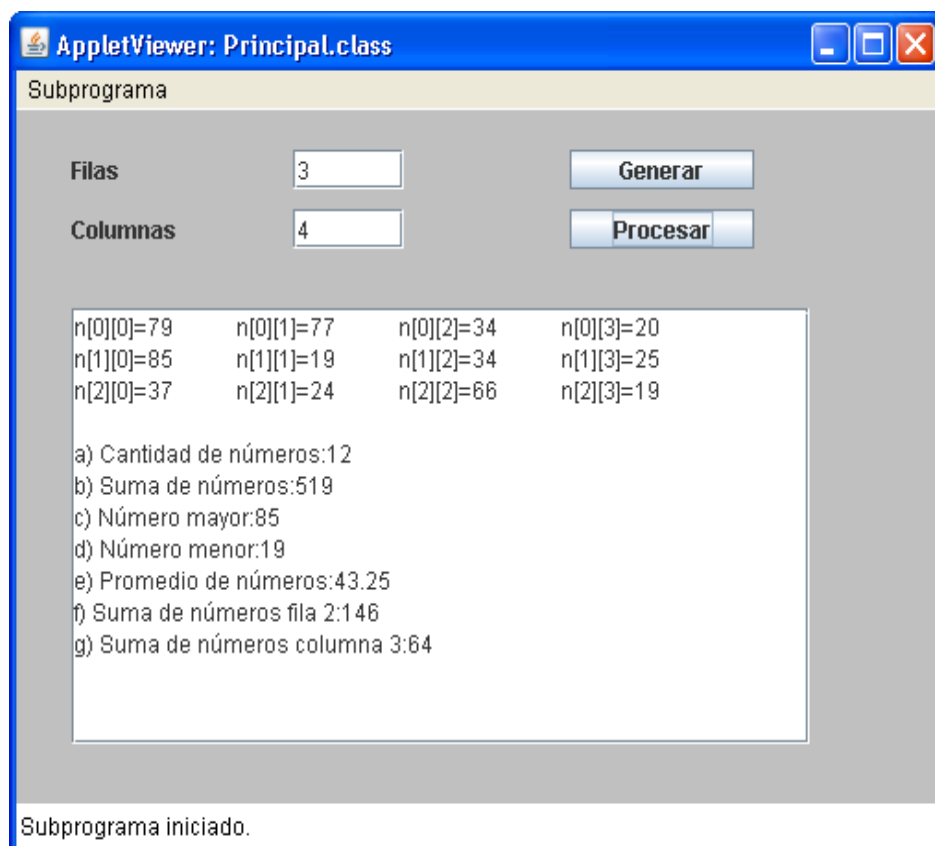 AppletViewer: Principal.class
Subprograma
Filas 3 Generar
Columnas 4 Procesar
n[0][0]=79 n[0][1]=77 n[0][2]=34 n[0][3]=20
n[1][0]=85 n[1][1]=19 n[1][2]=34 n[1][3]=25
n[2][0]=37 n[2][1]=24 n[2][2]=66 n[2][3]=19
a) Cantidad de números:12
b) Suma de números:519
c) Número mayor:85
d) Número menor:19
e) Promedio de números:43.25
f) Suma de números fila 2:146
g) Suma de números columna 3:64
Subprograma iniciado.